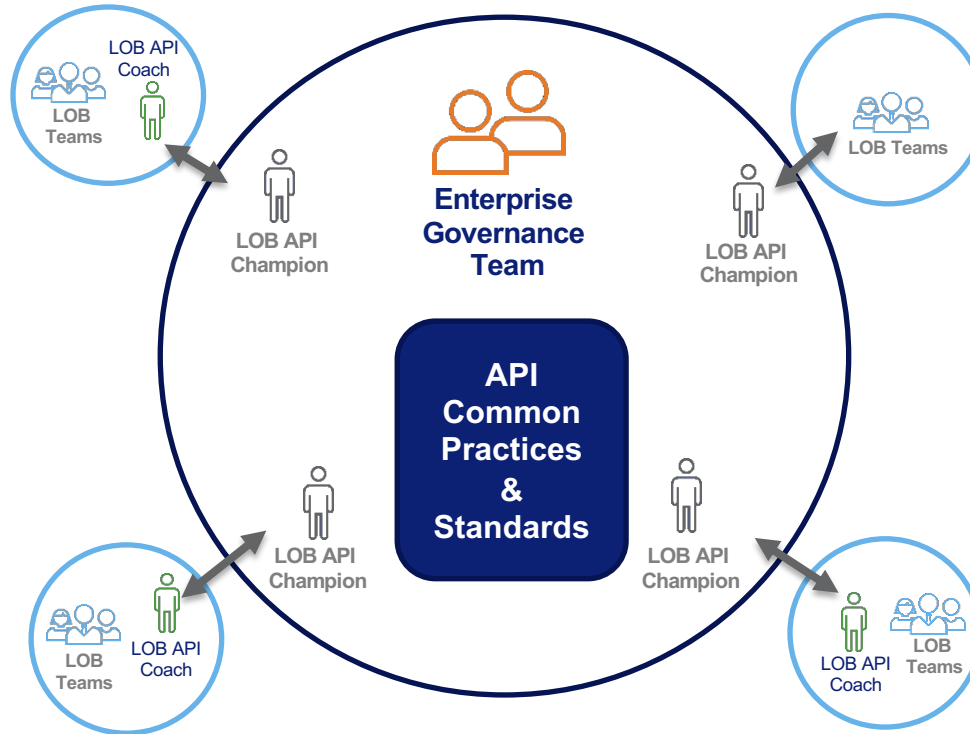 LOB API
Coach
LOB
Teams
LOB Teams
LOB API
Champion
Enterprise
Governance
Team
LOB API
Champion
API
Common
Practices
&
Standards
LOB API
Champion
LOB API
Champion
LOB
Teams
LOB API
Coach
LOB API
Coach
LOB
Teams